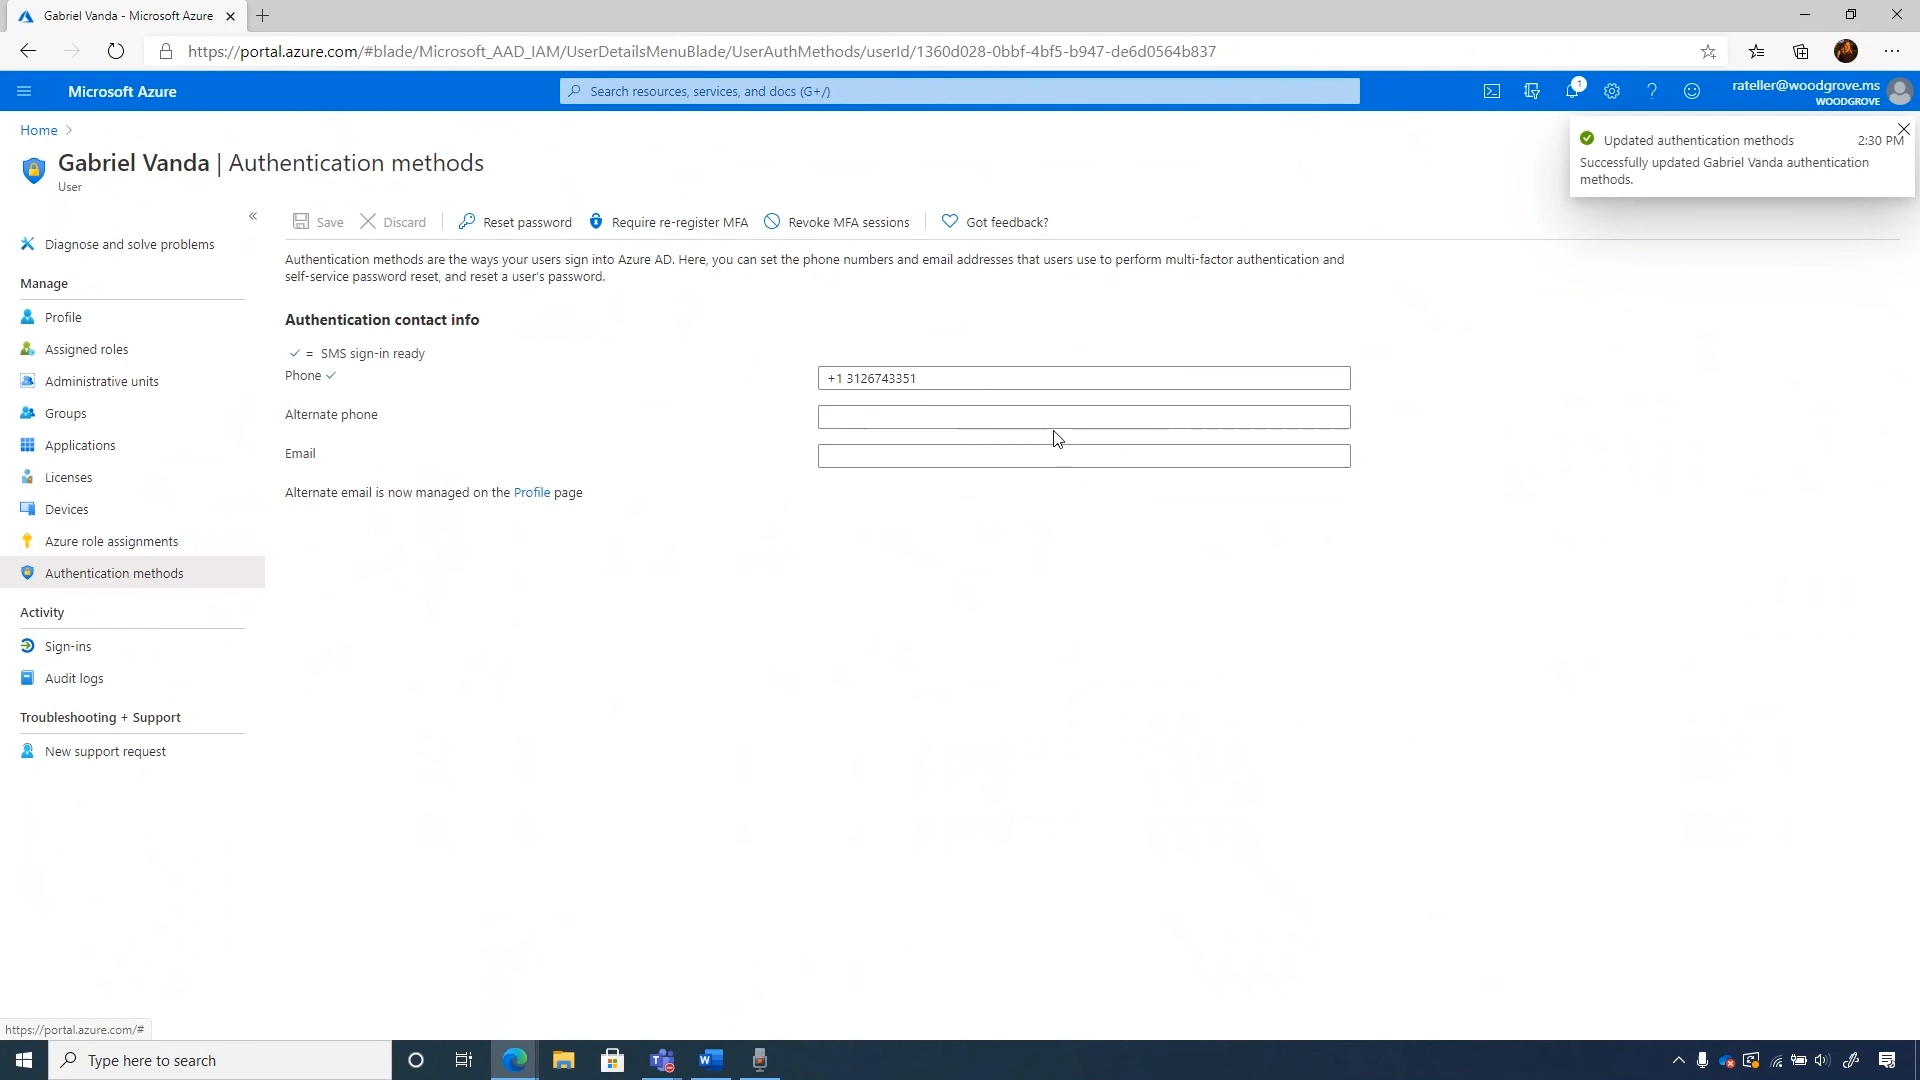 Gabriel Vanda - Microsoft Azure
https://portal.azure.com/#blade/Microsoft_AAD_IAM/UserDetailsMenuBlade/UserAuthMethods/userId/1360d028-0bbf-4bf5-b947-de6d0564b837
Microsoft Azure
Search resources, services, and docs (G+/)
1
rateller@woodgrove.ms
WOODGROVE
Home
Gabriel Vanda | Authentication methods
User
Updated authentication methods 2:30 PM
Successfully updated Gabriel Vanda authentication
methods.
Save Discard Reset password Require re-register MFA Revoke MFA sessions Got feedback?
Authentication methods are the ways your users sign into Azure AD. Here, you can set the phone numbers and email addresses that users use to perform multi-factor authentication and
self-service password reset, and reset a user's password.
Authentication contact info
= SMS sign-in ready
Phone
+1 3126743351
Alternate phone
Email
Alternate email is now managed on the Profile page
«
Diagnose and solve problems
Manage
Profile
Assigned roles
Administrative units
Groups
Applications
Licenses
Devices
Azure role assignments
Authentication methods
Activity
Sign-ins
Audit logs
Troubleshooting + Support
New support request
https://portal.azure.com/#
Type here to search